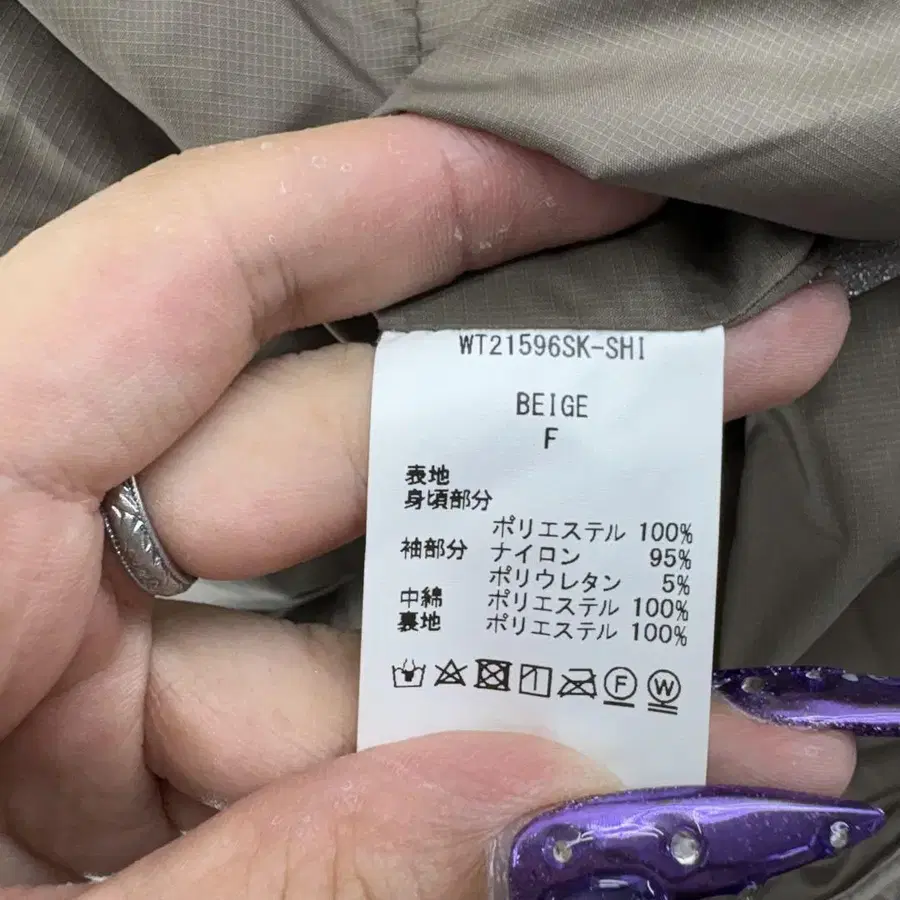 WT21596SK-SHI
BEIGE
F
表地
身頃部分
ポリエステル 100%
袖部分 ナイロン 95%
ポリウレタン 5%
中綿 ポリエステル 100%
裏地 ポリエステル 100%
F W